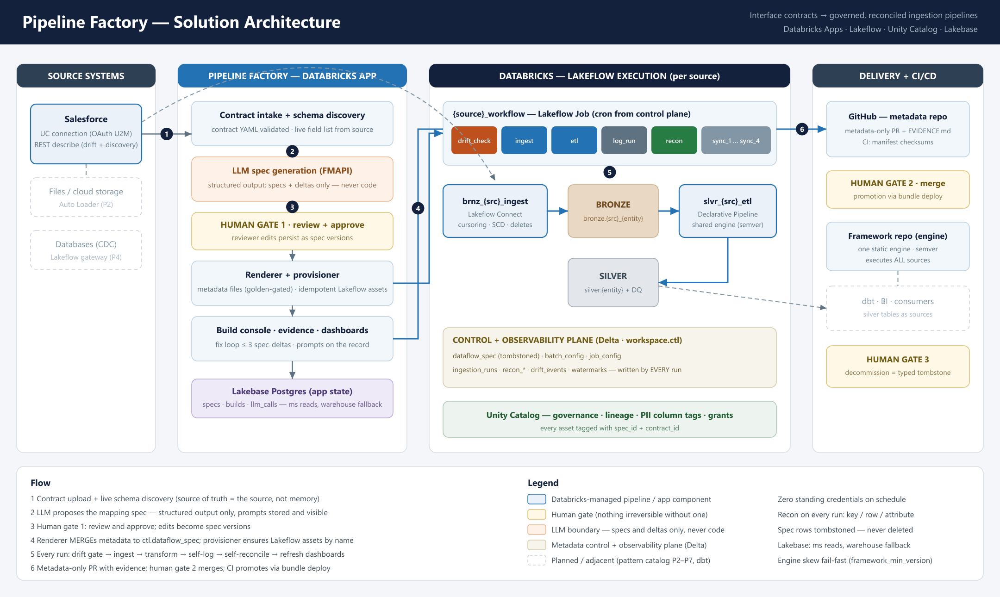 Pipeline Factory — Solution Architecture
Interface contracts → governed, reconciled ingestion pipelines
Databricks Apps · Lakeflow · Unity Catalog · Lakebase
SOURCE SYSTEMS
Salesforce
UC connection (OAuth U2M)
REST describe (drift + discovery)
Files / cloud storage
Auto Loader (P2)
Databases (CDC)
Lakeflow gateway (P4)
1
PIPELINE FACTORY — DATABRICKS APP
Contract intake + schema discovery
contract YAML validated · live field list from source
2
LLM spec generation (FMAPI)
structured output: specs + deltas only — never code
3
HUMAN GATE 1 · review + approve
reviewer edits persist as spec versions
Renderer + provisioner
metadata files (golden-gated) · idempotent Lakeflow assets
Build console · evidence · dashboards
fix loop ≤ 3 spec-deltas · prompts on the record
Lakebase Postgres (app state)
specs · builds · llm_calls — ms reads, warehouse fallback
4
DATABRICKS — LAKEFLOW EXECUTION (per source)
{source}_workflow — Lakeflow Job (cron from control plane)
drift_check
ingest
etl
log_run
recon
sync_1 ... sync_4
5
brnz_{src}_ingest
Lakeflow Connect
cursoring · SCD · deletes
BRONZE
bronze.{src}_{entity}
slvr_{src}_etl
Declarative Pipeline
shared engine (semver)
SILVER
silver.{entity} + DQ
CONTROL + OBSERVABILITY PLANE (Delta · workspace.ctl)
dataflow_spec (tombstoned) · batch_config · job_config
ingestion_runs · recon_* · drift_events · watermarks — written by EVERY run
Unity Catalog — governance · lineage · PII column tags · grants
every asset tagged with spec_id + contract_id
6
DELIVERY + CI/CD
GitHub — metadata repo
metadata-only PR + EVIDENCE.md
CI: manifest checksums
HUMAN GATE 2 · merge
promotion via bundle deploy
Framework repo (engine)
one static engine · semver
executes ALL sources
dbt · BI · consumers
silver tables as sources
HUMAN GATE 3
decommission = typed tombstone
Flow
1 Contract upload + live schema discovery (source of truth = the source, not memory)
2 LLM proposes the mapping spec — structured output only, prompts stored and visible
3 Human gate 1: review and approve; edits become spec versions
4 Renderer MERGEs metadata to ctl.dataflow_spec; provisioner ensures Lakeflow assets by name
5 Every run: drift gate → ingest → transform → self-log → self-reconcile → refresh dashboards
6 Metadata-only PR with evidence; human gate 2 merges; CI promotes via bundle deploy
Legend
Databricks-managed pipeline / app component
Human gate (nothing irreversible without one)
LLM boundary — specs and deltas only, never code
Metadata control + observability plane (Delta)
Planned / adjacent (pattern catalog P2–P7, dbt)
Zero standing credentials on schedule
Recon on every run: key / row / attribute
Spec rows tombstoned — never deleted
Lakebase: ms reads, warehouse fallback
Engine skew fail-fast (framework_min_version)